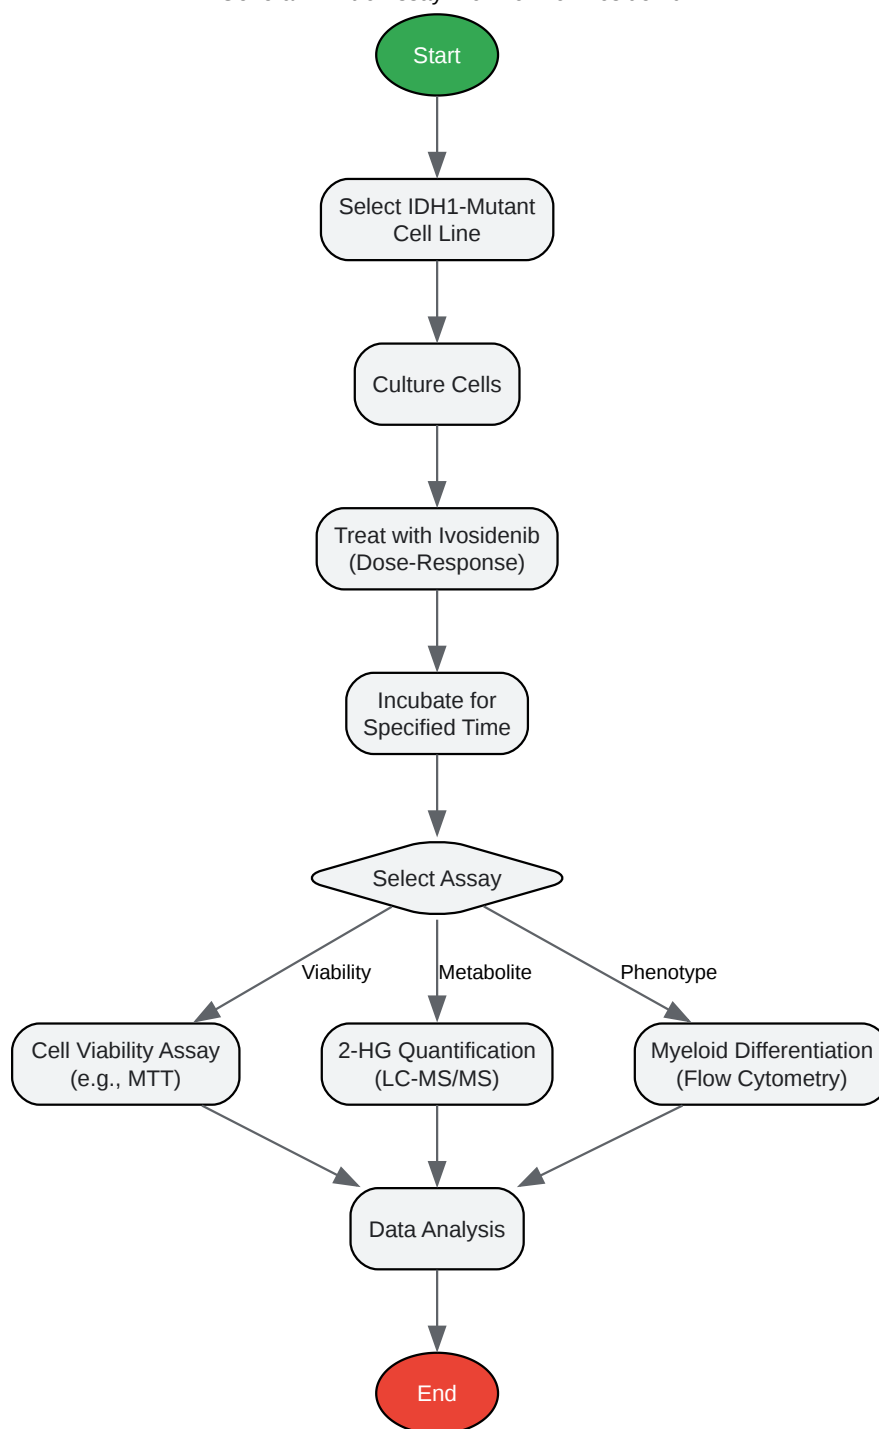 Start
Select IDH1-Mutant
Cell Line
Culture Cells
Treat with Ivosidenib
(Dose-Response)
Incubate for
Specified Time
Select Assay
Viability
Metabolite
Phenotype
Cell Viability Assay
(e.g., MTT)
2-HG Quantification
(LC-MS/MS)
Myeloid Differentiation
(Flow Cytometry)
Data Analysis
End